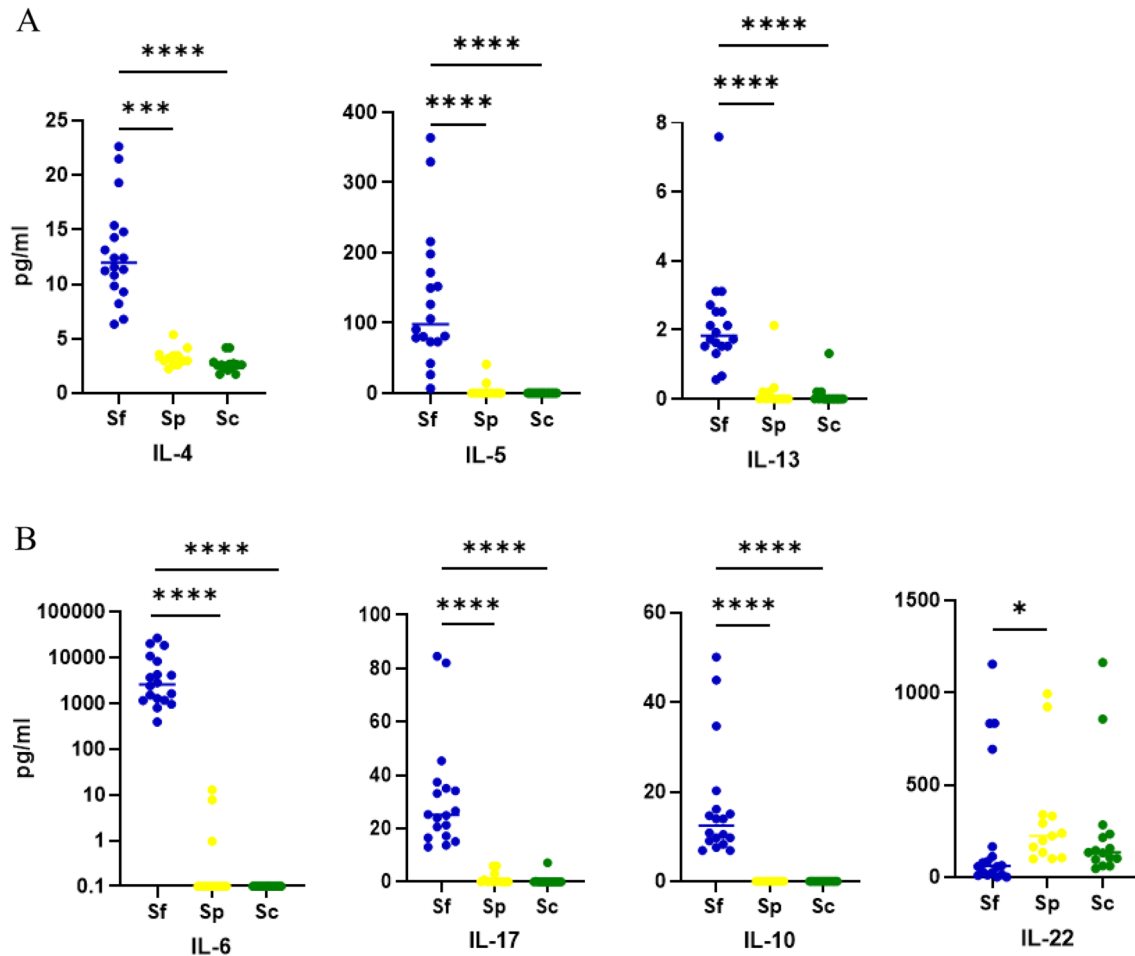 A
**** **** ****
*** **** ****
pg/ml
25 20 15 10 5 0
Sf Sp Sc
IL-4
400 300 200 100 0
Sf Sp Sc
IL-5
8 6 4 2 0
Sf Sp Sc
IL-13
B
**** **** ****
**** **** **** *
pg/ml
100000 10000 1000 100 10 1 0.1
Sf Sp Sc
IL-6
100 80 60 40 20 0
Sf Sp Sc
IL-17
60 40 20 0
Sf Sp Sc
IL-10
1500 1000 500 0
Sf Sp Sc
IL-22